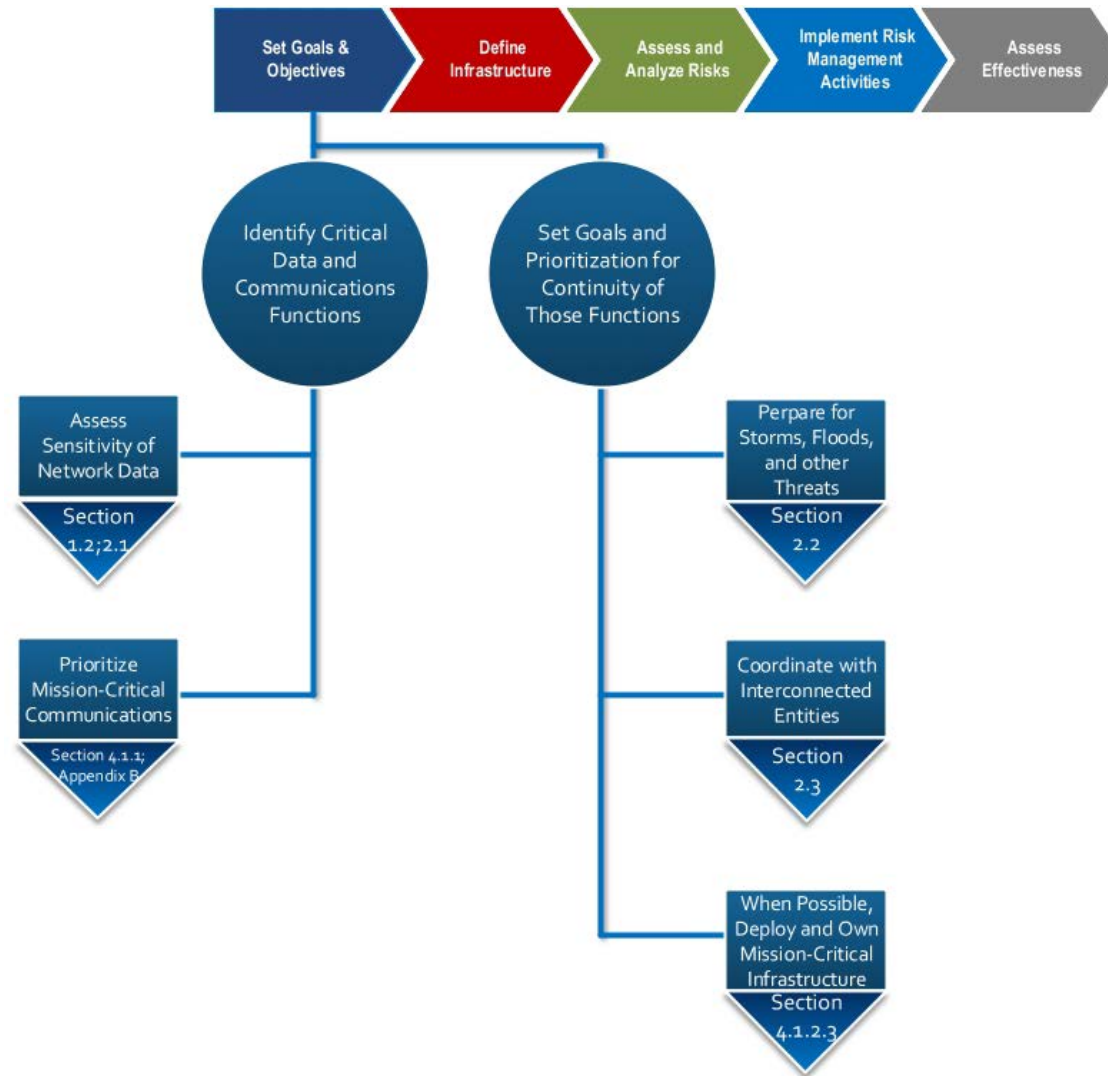 Set Goals &
Objectives
Define
Infrastructure
Assess and
Analyze Risks
Implement Risk
Management
Activities
Assess
Effectiveness
Identify Critical
Data and
Communications
Functions
Set Goals and
Prioritization for
Continuity of
Those Functions
Assess
Sensitivity of
Network Data
Section
1.2;2.1
Prioritize
Mission-Critical
Communications
Section 4.1.1;
Appendix B
Perpare for
Storms, Floods,
and other
Threats
Section
2.2
Coordinate with
Interconnected
Entities
Section
2.3
When Possible,
Deploy and Own
Mission-Critical
Infrastructure
Section
4.1.2.3